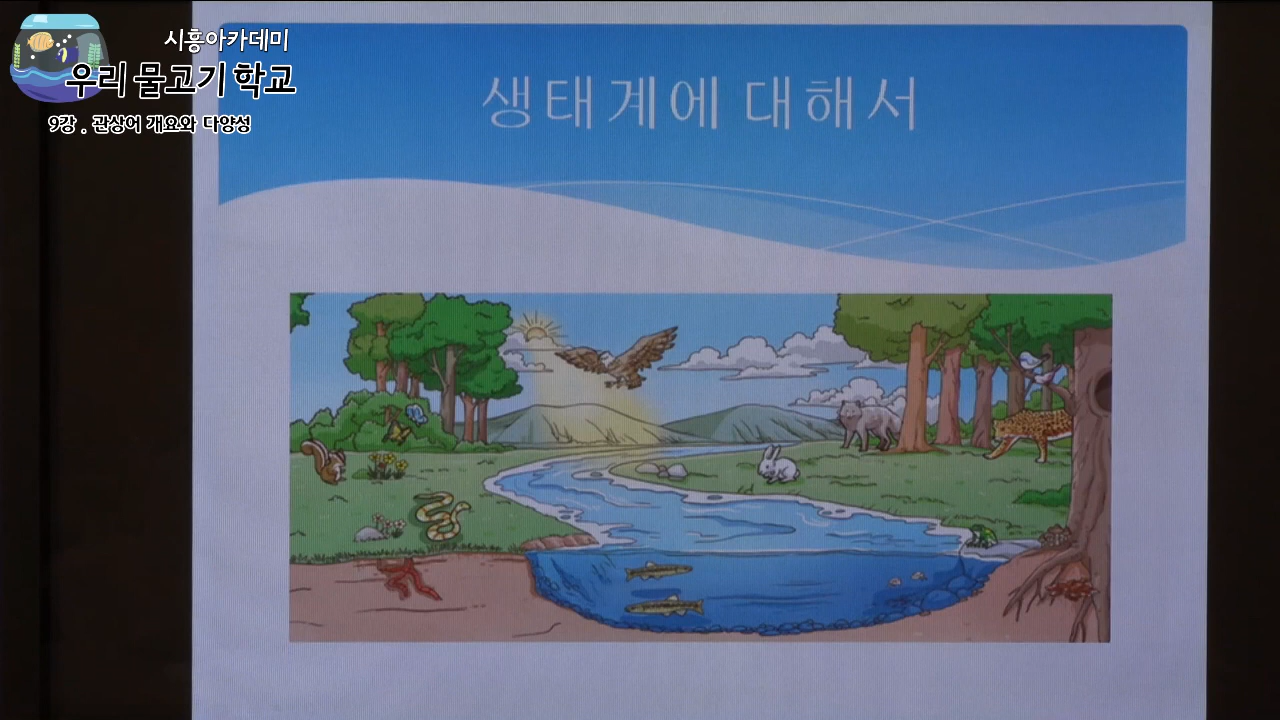 시흥아카데미
우리 물고기 학교
9강 . 관상어 개요와 다양성
생태계에 대해서